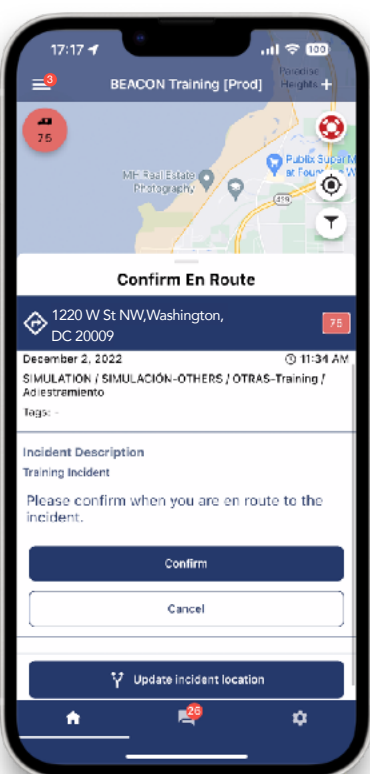 17:17
100
3
BEACON Training [Prod]
Paradise
Heights
75
MH Real Estate
Photography
Publix Super M
at Foun
W
439
Confirm En Route
1220 W St NW,Washington,
DC 20009
75
December 2, 2022
11:34 AM
SIMULATION / SIMULACIÓN-OTHERS / OTRAS-Training /
Adiestramiento
Tags: -
Incident Description
Training Incident
Please confirm when you are en route to the
incident.
Confirm
Cancel
Update incident location
26